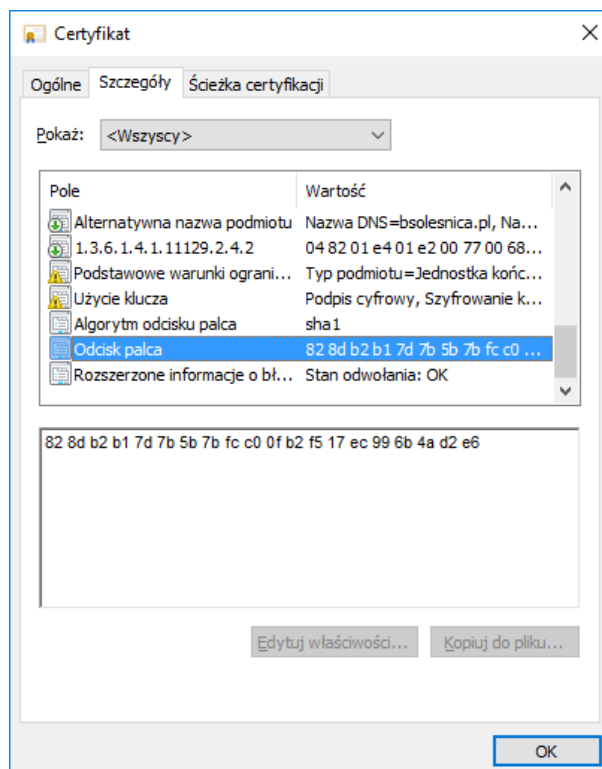 Certyfikat
Ogólne Szczegóły Ścieżka certyfikacji
Pokaż: <Wszyscy>
Pole Wartość
Alternatywna nazwa podmiotu Nazwa DNS=bsolesnica.pl, Na...
1.3.6.1.4.1.11129.2.4.2 04 82 01 e4 01 e2 00 77 00 68...
Podstawowe warunki ograni... Typ podmiotu=Jednostka końc...
Użycie klucza Podpis cyfrowy, Szyfrowanie k...
Algorytm odcisku palca sha1
Odcisk palca 82 8d b2 b1 7d 7b 5b 7b fc c0 ...
Rozszerzone informacje o bł... Stan odwołania: OK
82 8d b2 b1 7d 7b 5b 7b fc c0 0f b2 f5 17 ec 99 6b 4a d2 e6
Edytuj właściwości... Kopiuj do pliku...
OK